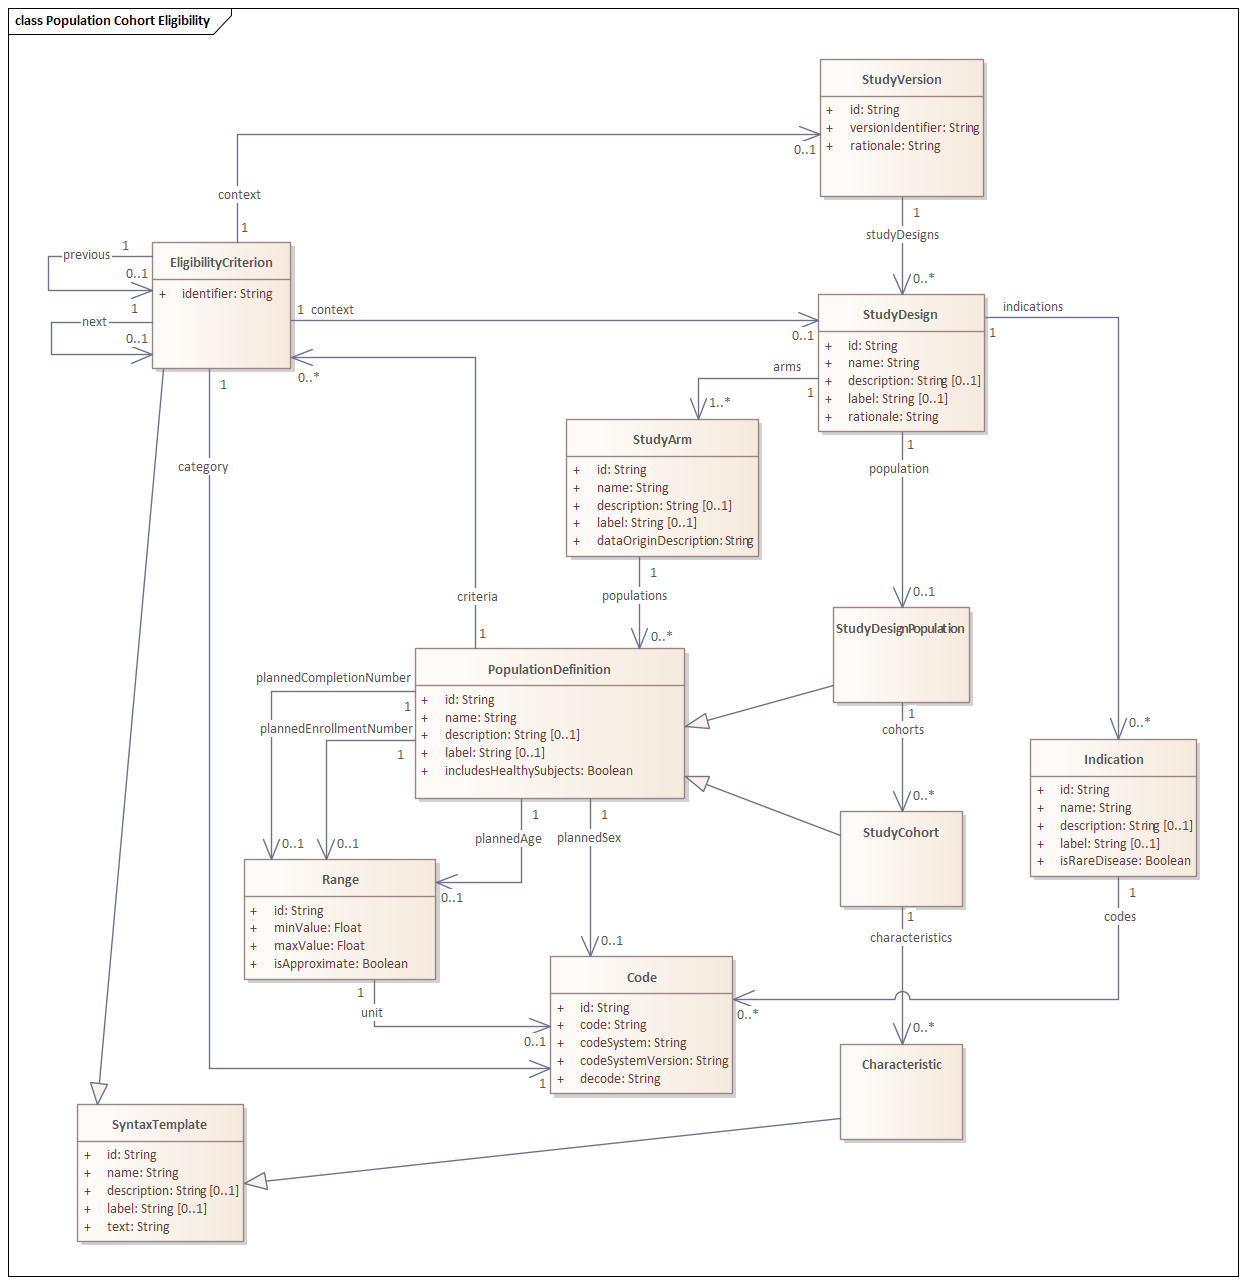 class Population Cohort Eligibility
StudyVersion
+ id: String
+ versionIdentifier: String
+ rationale: String
0..1
context
1
1
studyDesigns
0..*
previous
1
0..1
EligibilityCriterion
+ identifier: String
1
next
0..1
1 context
0..1
0..*
1
StudyDesign
+ id: String
+ name: String
+ description: String [0..1]
+ label: String [0..1]
+ rationale: String
indications
1
arms
1
1..*
StudyArm
+ id: String
+ name: String
+ description: String [0..1]
+ label: String [0..1]
+ dataOriginDescription: String
1
population
0..1
category
criteria
1
1
populations
0..*
StudyDesignPopulation
1
cohorts
0..*
PopulationDefinition
+ id: String
+ name: String
+ description: String [0..1]
+ label: String [0..1]
+ includesHealthySubjects: Boolean
plannedCompletionNumber
1
plannedEnrollmentNumber
1
0..1
0..1
1
plannedAge
0..1
1
plannedSex
0..1
0..*
Indication
+ id: String
+ name: String
+ description: String [0..1]
+ label: String [0..1]
+ isRareDisease: Boolean
StudyCohort
1
characteristics
0..*
1
codes
0..*
Range
+ id: String
+ minValue: Float
+ maxValue: Float
+ isApproximate: Boolean
1
unit
0..1
1
Code
+ id: String
+ code: String
+ codeSystem: String
+ codeSystemVersion: String
+ decode: String
Characteristic
SyntaxTemplate
+ id: String
+ name: String
+ description: String [0..1]
+ label: String [0..1]
+ text: String